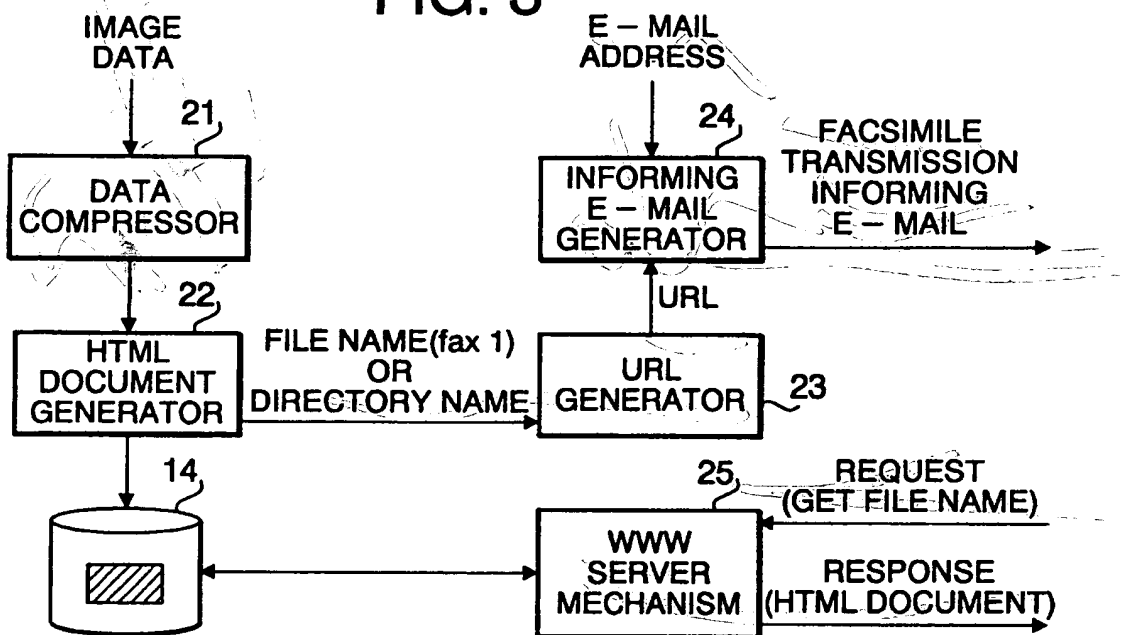 FIG.
IMAGE
DATA
21
DATA
COMPRESSOR
22
HTML
DOCUMENT
GENERATOR
FILE NAME(fax 1)
OR
DIRECTORY NAME
14
E – MAIL
ADDRESS
24
INFORMING
E – MAIL
GENERATOR
FACSIMILE
TRANSMISSION
INFORMING
E – MAIL
URL
URL
GENERATOR
23
25
WWW
SERVER
MECHANISM
REQUEST
(GET FILE NAME)
RESPONSE
(HTML DOCUMENT)